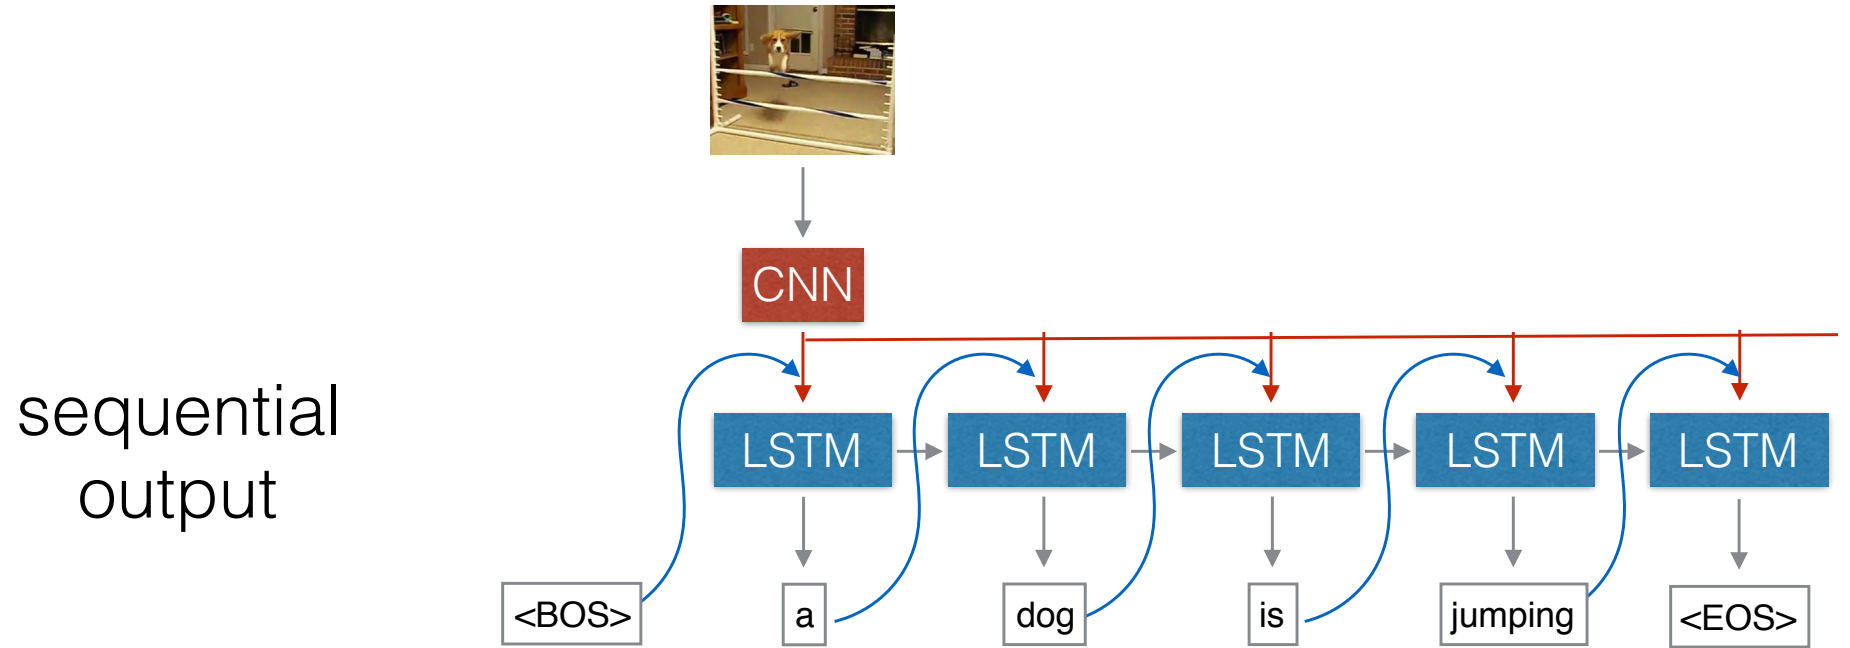 CNN
sequential
output
LSTM LSTM LSTM LSTM LSTM
<BOS> a dog is jumping <EOS>